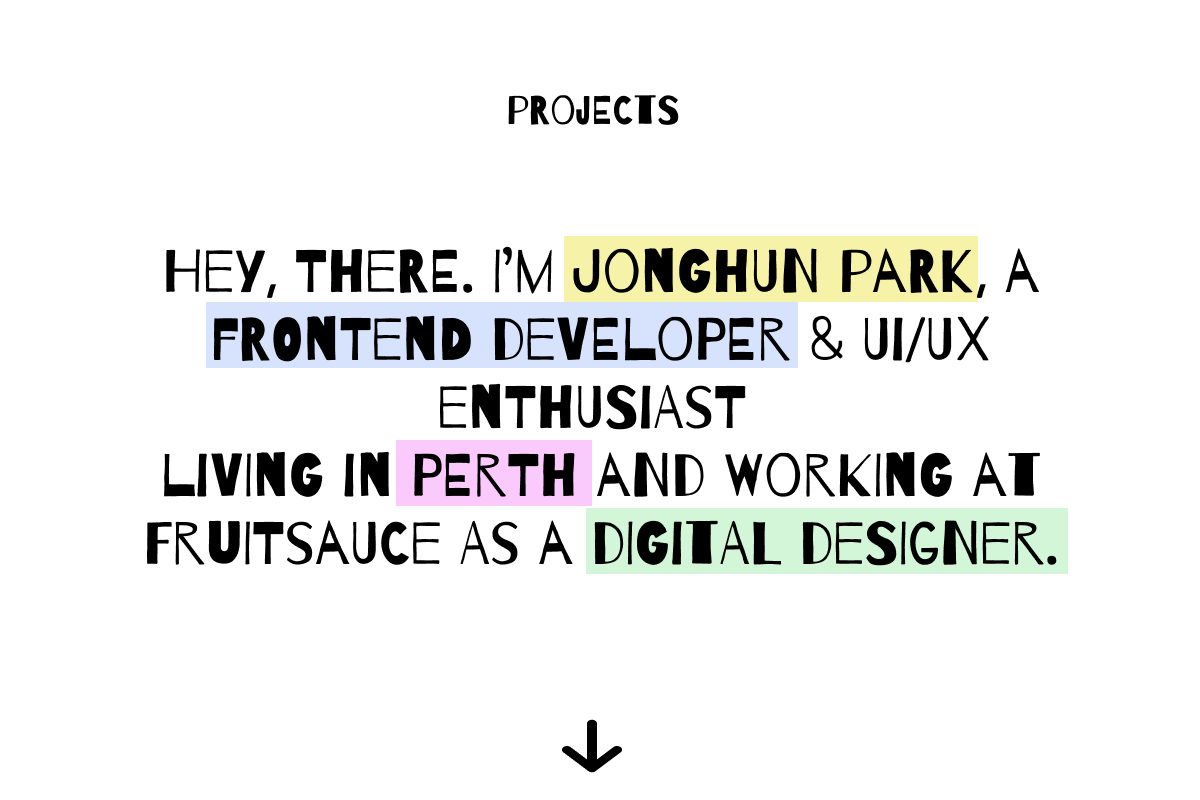 PROJECTS
HEY, THERE. I'M JONGHUN PARK, A
FRONTEND DEVELOPER & UI/UX
ENTHUSIAST
LIVING IN PERTH AND WORKING AT
FRUITSAUCE AS A DIGITAL DESIGNER.